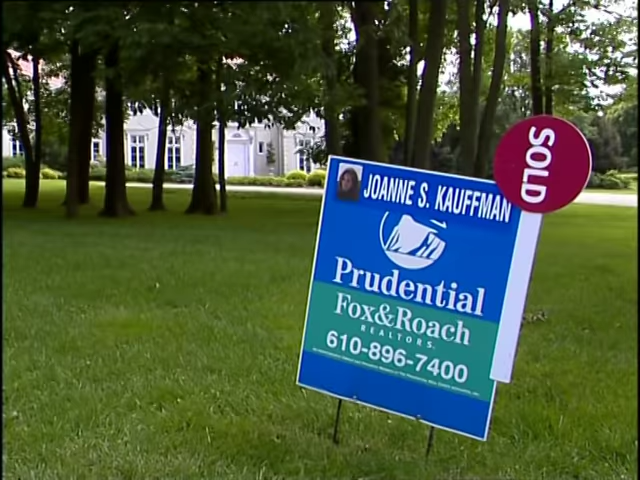 SOLD
JOANNE S. KAUFFMAN
Prudential
Fox&Roach
REALTORS®
610-896-7400